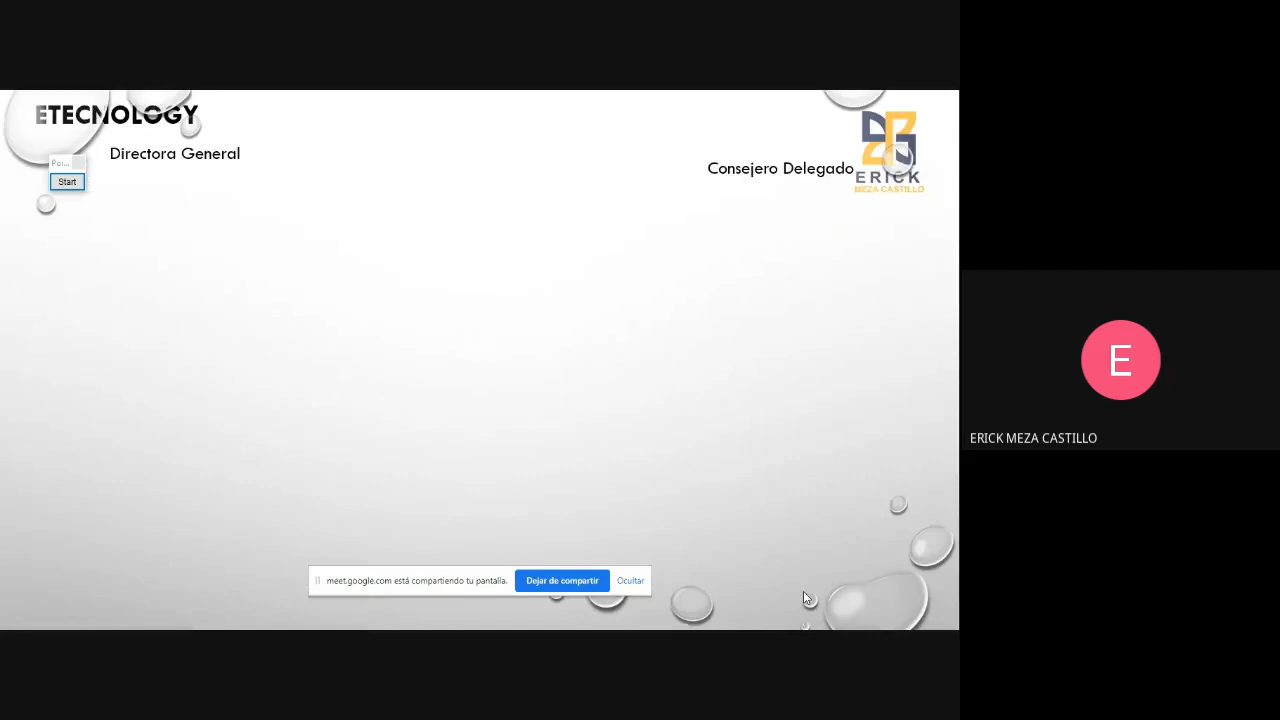 ETECNOLOGY
Directora General
Poi...
Start
Consejero Delegado
ERICK
MEZA CASTILLO
E
ERICK MEZA CASTILLO
meet.google.com está compartiendo tu pantalla.
Dejar de compartir
Ocultar